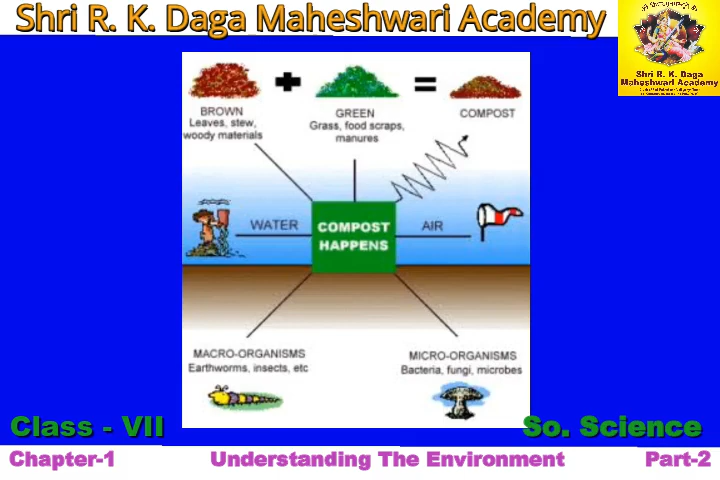 Shri R. K. Daga Maheshwari Academy
Shri R. K. Daga
Maheshwari Academy
BROWN
Leaves, stew,
woody materials
GREEN
Grass, food scraps,
manures
COMPOST
WATER
COMPOST
HAPPENS
AIR
MACRO-ORGANISMS
Earthworms, insects, etc
MICRO-ORGANISMS
Bacteria, fungi, microbes
Class - VII
So. Science
Chapter-1
Understanding The Environment
Part-2